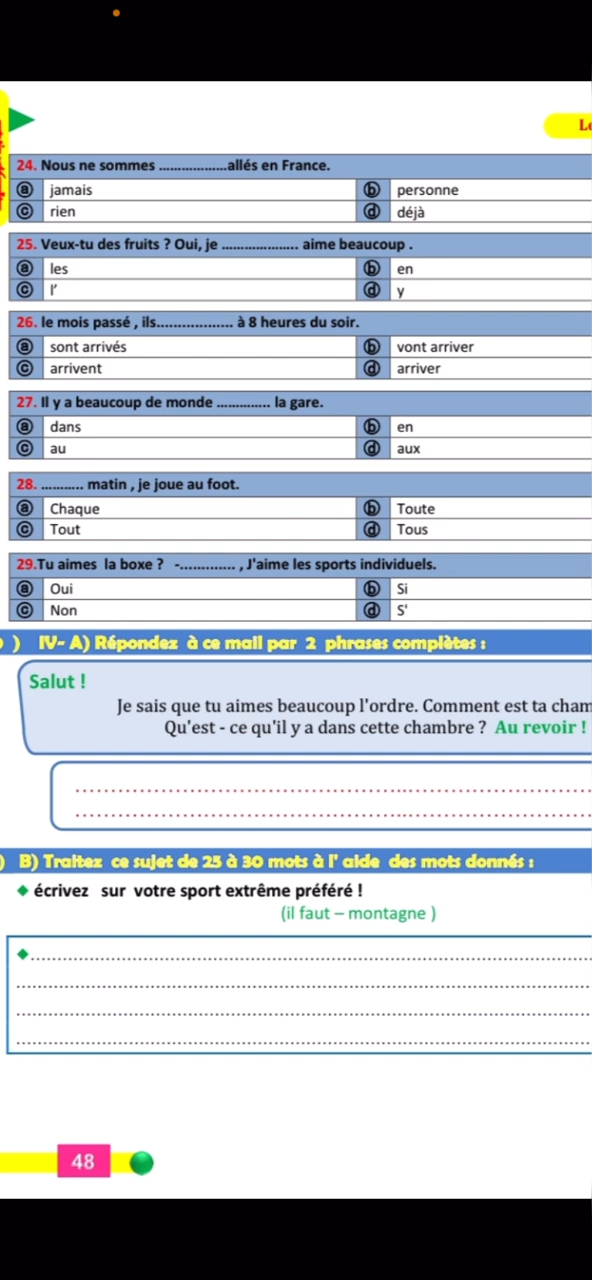 24. Nous ne sommes ..................allés en France.
ⓐ jamais ⓑ personne
ⓒ rien ⓓ déjà
25. Veux-tu des fruits ? Oui, je .................... aime beaucoup .
ⓐ les ⓑ en
ⓒ l' ⓓ y
26. le mois passé , ils................... à 8 heures du soir.
ⓐ sont arrivés ⓑ vont arriver
ⓒ arrivent ⓓ arriver
27. Il y a beaucoup de monde .............. la gare.
ⓐ dans ⓑ en
ⓒ au ⓓ aux
28. ........... matin , je joue au foot.
ⓐ Chaque ⓑ Toute
ⓒ Tout ⓓ Tous
29.Tu aimes la boxe ? -............. , J'aime les sports individuels.
ⓐ Oui ⓑ Si
ⓒ Non ⓓ S'
) IV- A) Répondez à ce mail par 2 phrases complètes :
Salut !
Je sais que tu aimes beaucoup l'ordre. Comment est ta cham
Qu'est - ce qu'il y a dans cette chambre ? Au revoir !
) B) Traitez ce sujet de 25 à 30 mots à l' aide des mots donnés :
écrivez sur votre sport extrême préféré !
(il faut – montagne )
48